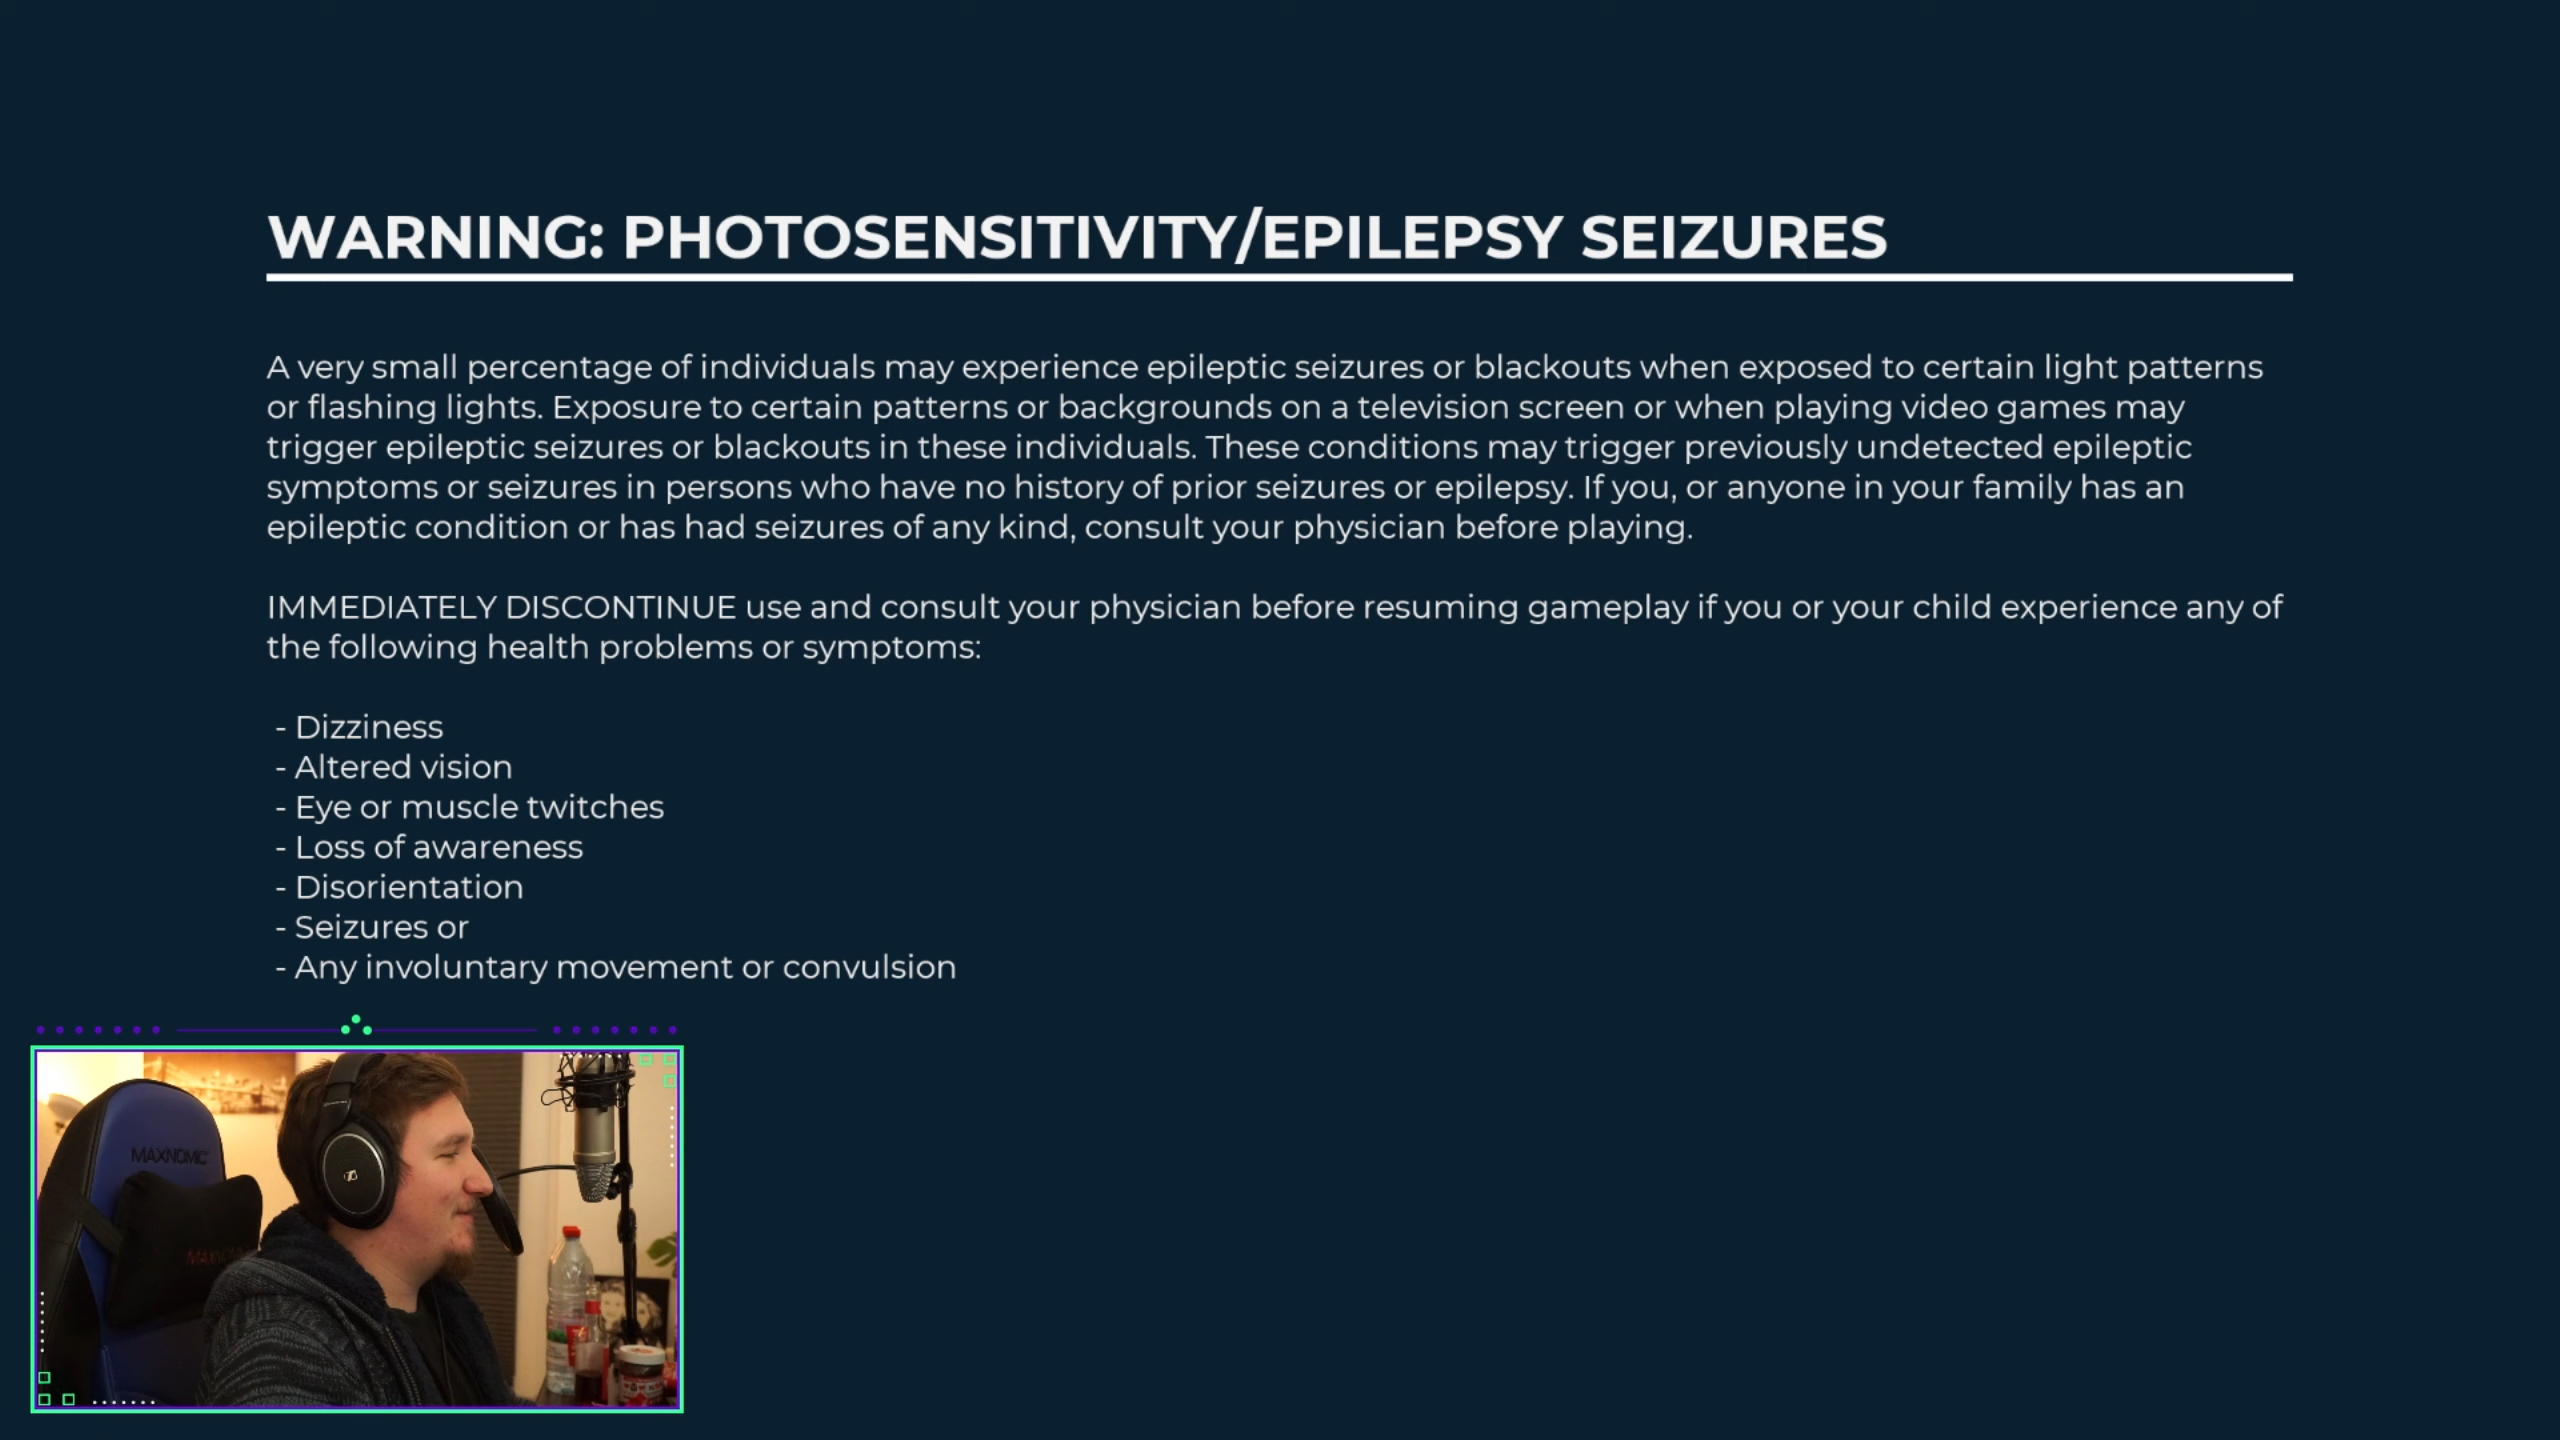 WARNING: PHOTOSENSITIVITY/EPILEPSY SEIZURES
A very small percentage of individuals may experience epileptic seizures or blackouts when exposed to certain light patterns
or flashing lights. Exposure to certain patterns or backgrounds on a television screen or when playing video games may
trigger epileptic seizures or blackouts in these individuals. These conditions may trigger previously undetected epileptic
symptoms or seizures in persons who have no history of prior seizures or epilepsy. If you, or anyone in your family has an
epileptic condition or has had seizures of any kind, consult your physician before playing.
IMMEDIATELY DISCONTINUE use and consult your physician before resuming gameplay if you or your child experience any of
the following health problems or symptoms:
- Dizziness
- Altered vision
- Eye or muscle twitches
- Loss of awareness
- Disorientation
- Seizures or
- Any involuntary movement or convulsion
MAXNOMIC